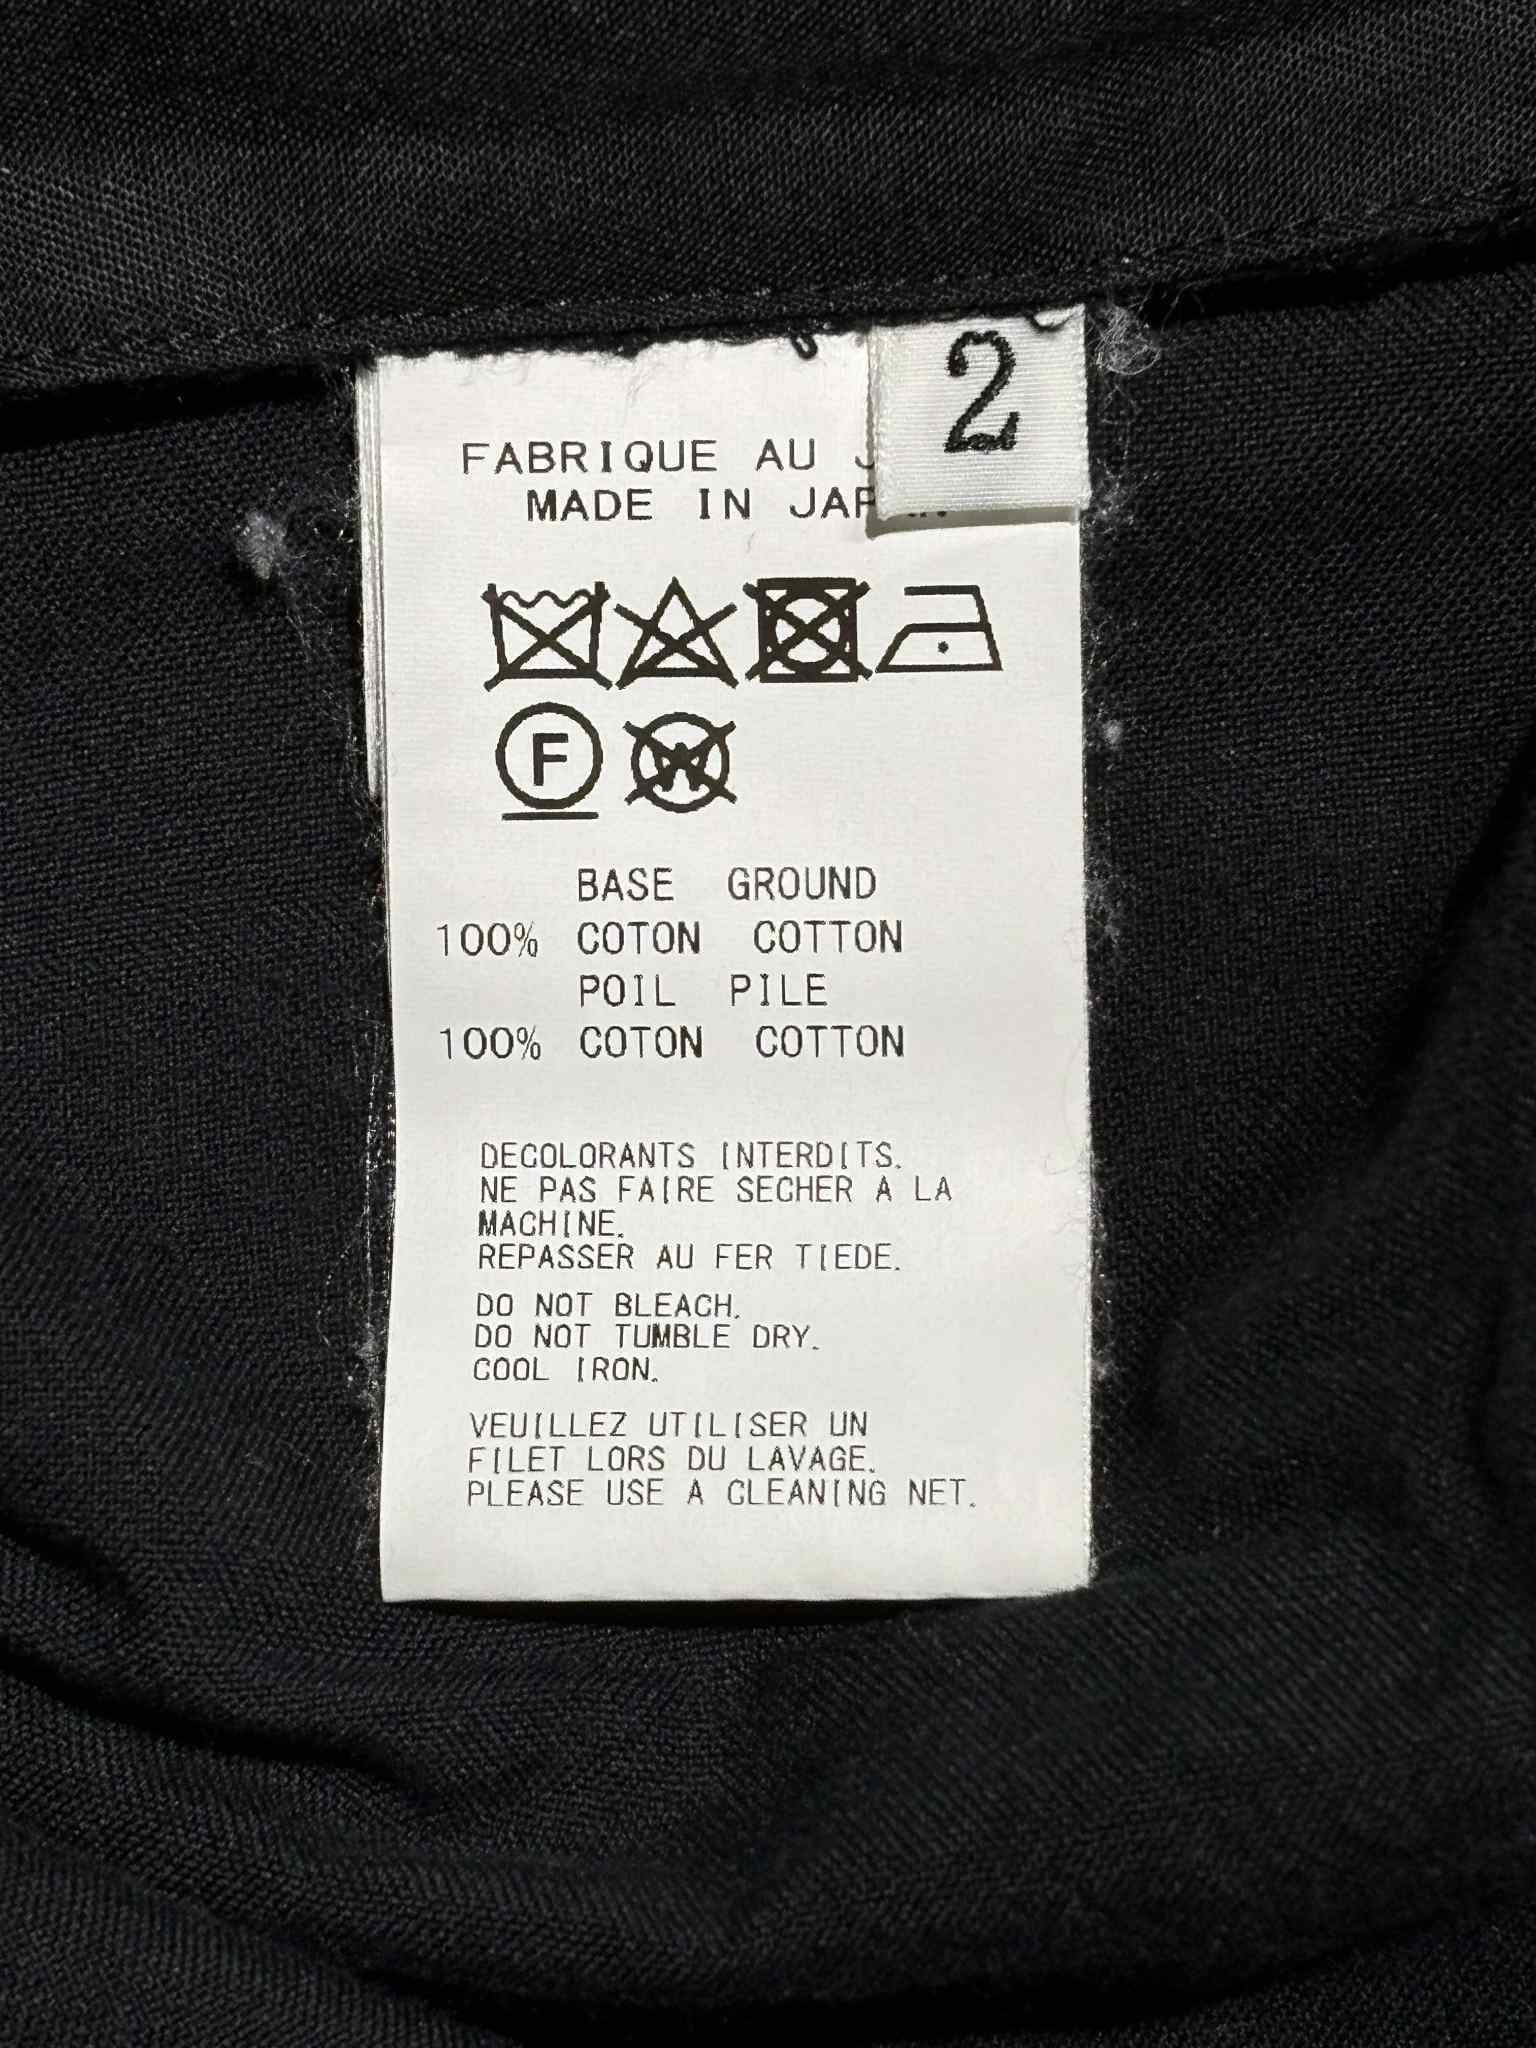 2
FABRIQUE AU
MADE IN
F
W
BASE GROUND
100% COTON COTTON
POIL PILE
100% COTON COTTON
DECOLORANTS INTERDITS.
NE PAS FAIRE SECHER A LA
MACHINE.
REPASSER AU FER TIEDE.
DO NOT BLEACH.
DO NOT TUMBLE DRY.
COOL IRON.
VEUILLEZ UTILISER UN
FILET LORS DU LAVAGE.
PLEASE USE A CLEANING NET.